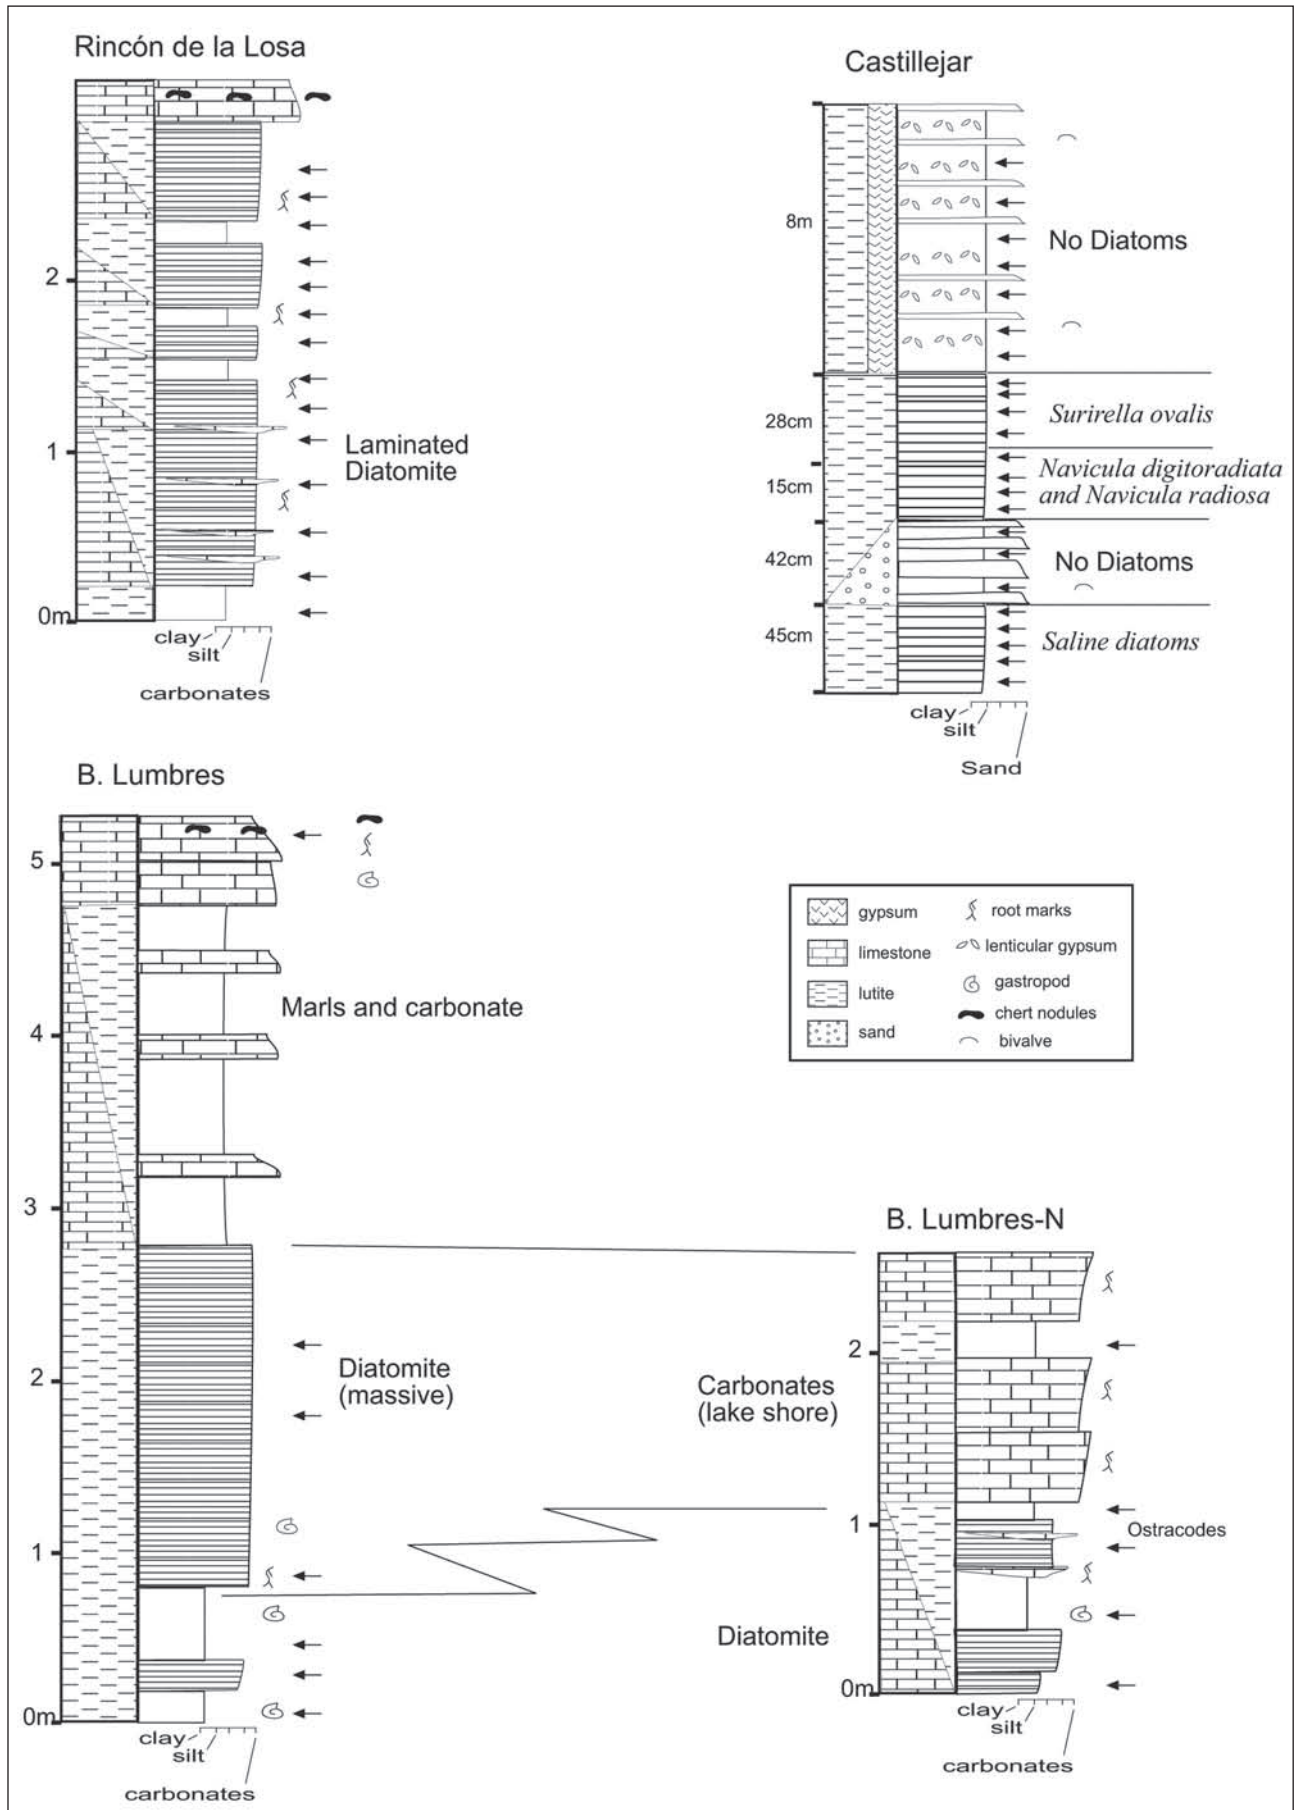 Rincón de la Losa
2
1
0m
Laminated
Diatomite
clay
silt
carbonates
Castillejar
8m
No Diatoms
28cm
Surirella ovalis
15cm
Navicula digitoradiata
and Navicula radiosa
42cm
No Diatoms
45cm
Saline diatoms
clay
silt
Sand
B. Lumbres
5
4
3
2
1
0m
Marls and carbonate
Diatomite
(massive)
clay
silt
carbonates
gypsum
limestone
lutite
sand
root marks
lenticular gypsum
gastropod
chert nodules
bivalve
B. Lumbres-N
2
1
0m
Carbonates
(lake shore)
Ostracodes
Diatomite
clay
silt
carbonates